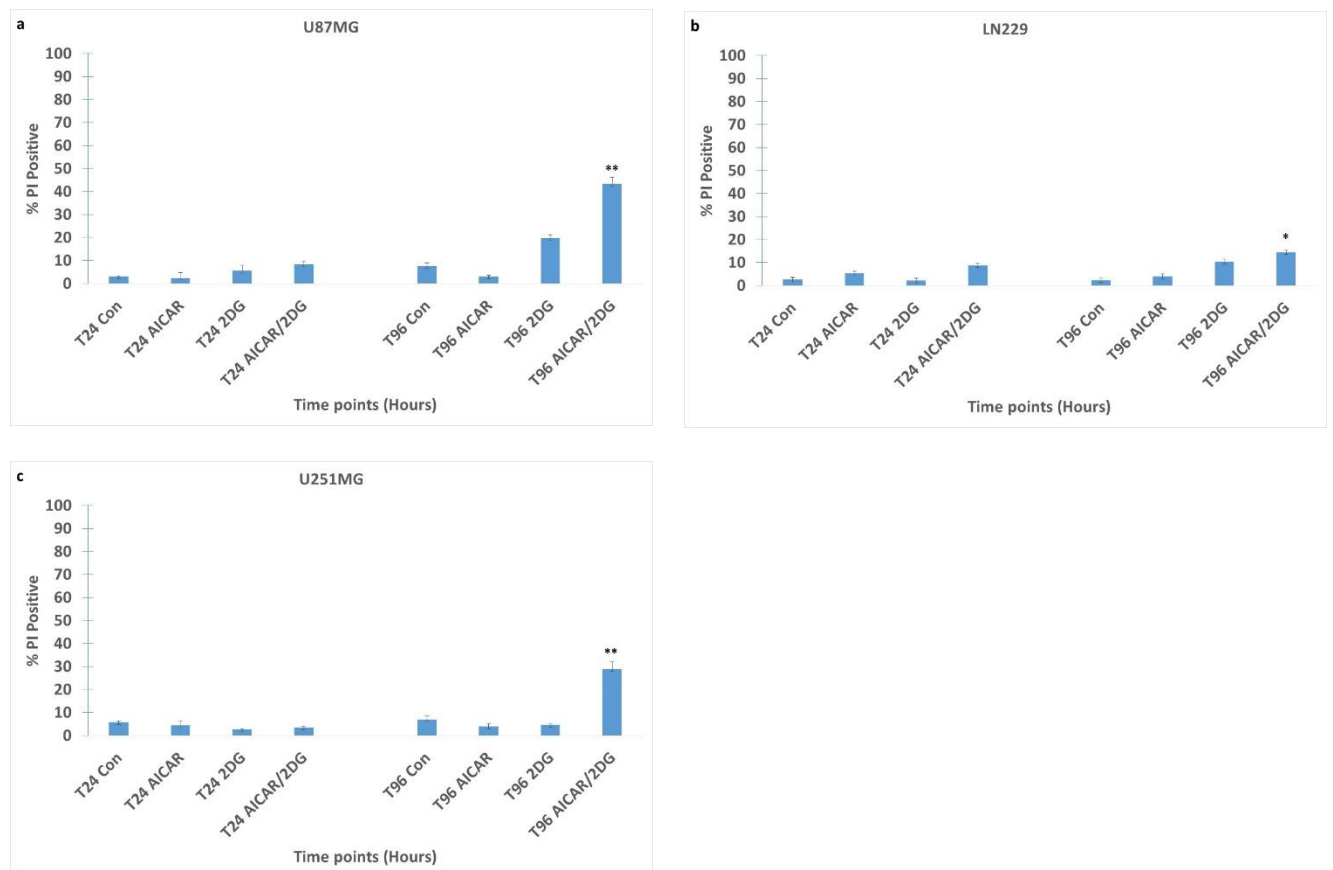 a
U87MG
100
90
80
70
60
50
40
30
20
10
0
% PI Positive
**
T24 Con
T24 AICAR
T24 2DG
T24 AICAR/2DG
T96 Con
T96 AICAR
T96 2DG
T96 AICAR/2DG
Time points (Hours)
b
LN229
100
90
80
70
60
50
40
30
20
10
0
% PI Positive
*
T24 Con
T24 AICAR
T24 2DG
T24 AICAR/2DG
T96 Con
T96 AICAR
T96 2DG
T96 AICAR/2DG
Time points (Hours)
c
U251MG
100
90
80
70
60
50
40
30
20
10
0
% PI Positive
**
T24 Con
T24 AICAR
T24 2DG
T24 AICAR/2DG
T96 Con
T96 AICAR
T96 2DG
T96 AICAR/2DG
Time points (Hours)